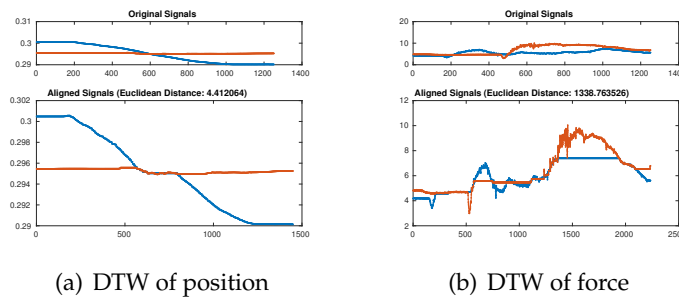 Original Signals
0.31
0.3
0.29
0 200 400 600 800 1000 1200 1400
Aligned Signals (Euclidean Distance: 4.412064)
0.302
0.3
0.298
0.296
0.294
0.292
0.29
0 500 1000 1500
(a) DTW of position
Original Signals
20
10
0
0 200 400 600 800 1000 1200 1400
Aligned Signals (Euclidean Distance: 1338.763526)
12
10
8
6
4
2
0 500 1000 1500 2000 2500
(b) DTW of force